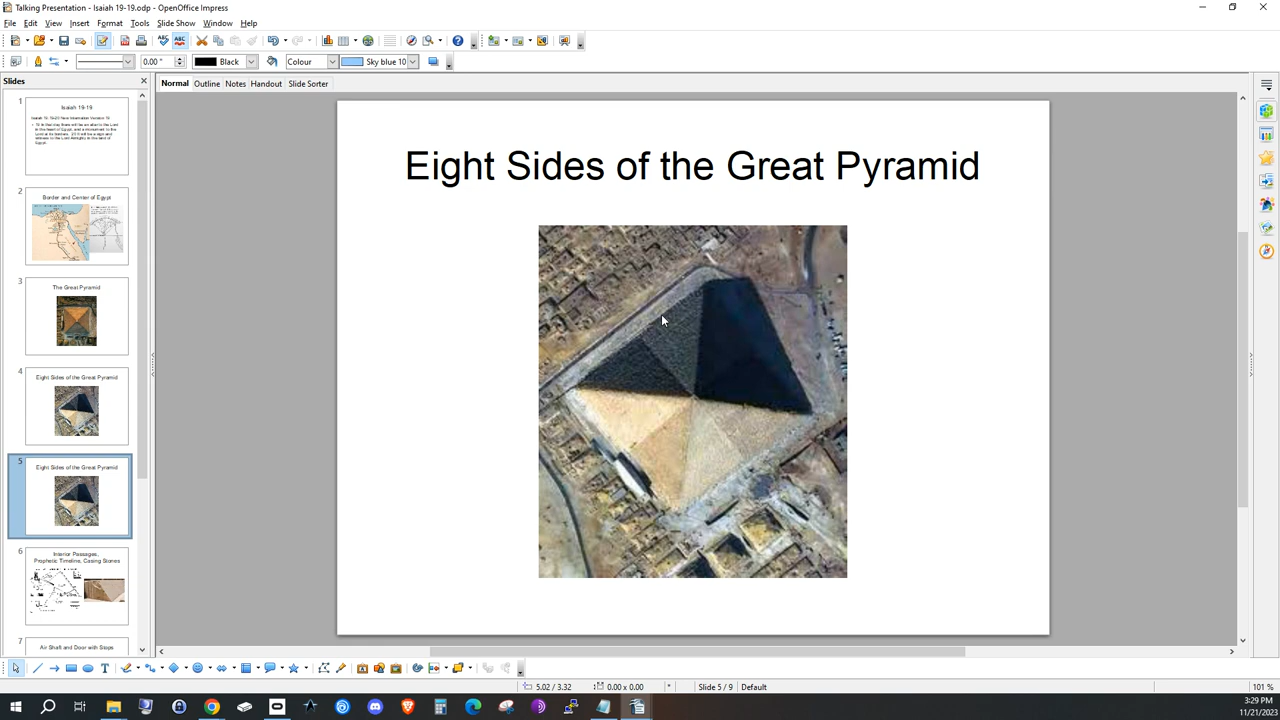 Talking Presentation - Isaiah 19-19.odp - OpenOffice Impress
File Edit View Insert Format Tools Slide Show Window Help
0.00 °
Black
Colour
Sky blue 10
Slides
Normal Outline Notes Handout Slide Sorter
1
Isaiah 19-19
2
Border and Center of Egypt
3
The Great Pyramid
4
Eight Sides of the Great Pyramid
5
Eight Sides of the Great Pyramid
6
Interior Passages,
Prophetic Timeline, Casing Stones
7
Air Shaft and Door with Stops
Eight Sides of the Great Pyramid
5.02 / 3.32
0.00 x 0.00
*
Slide 5 / 9
Default
101 %
3:29 PM
11/21/2023